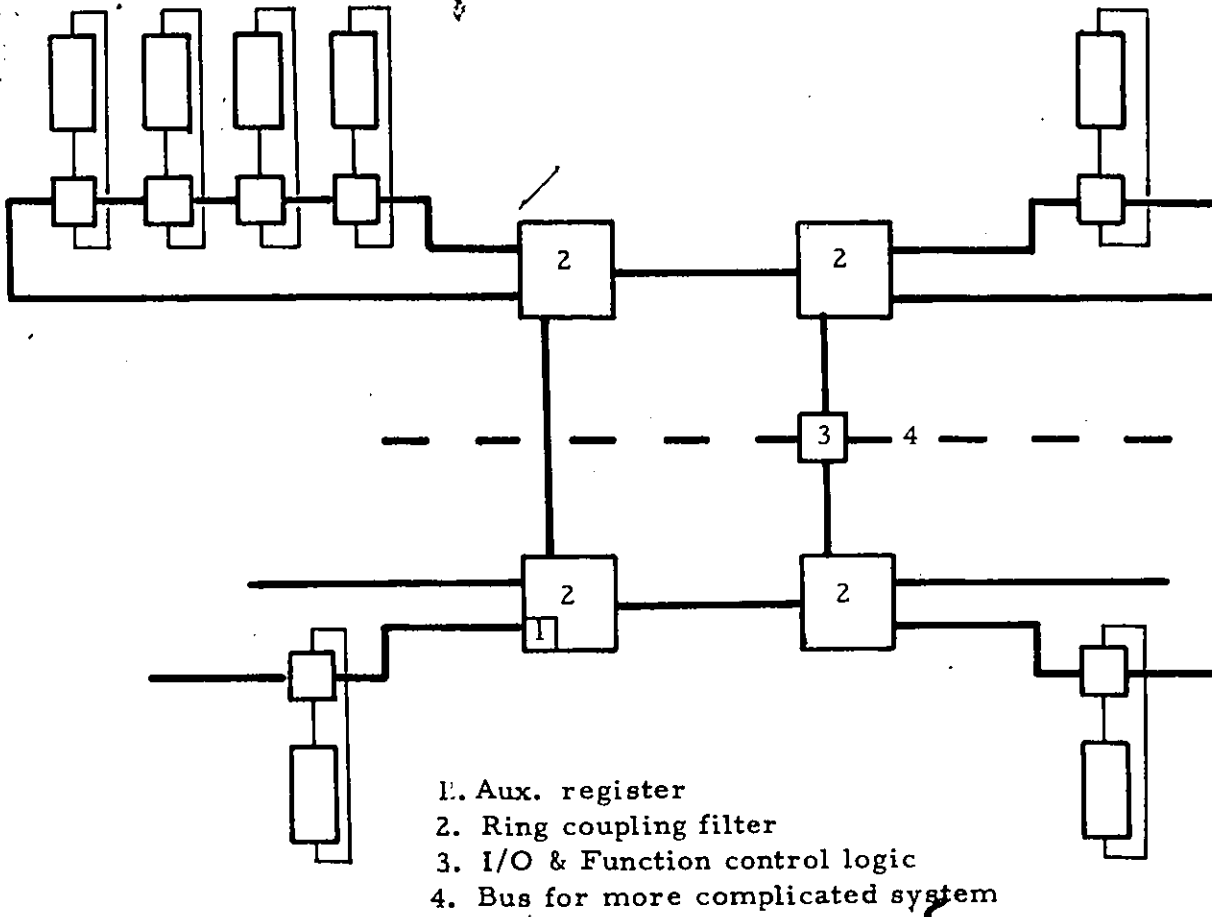 2
2
3
4
2
2
1
1. Aux. register
2. Ring coupling filter
3. I/O & Function control logic
4. Bus for more complicated system